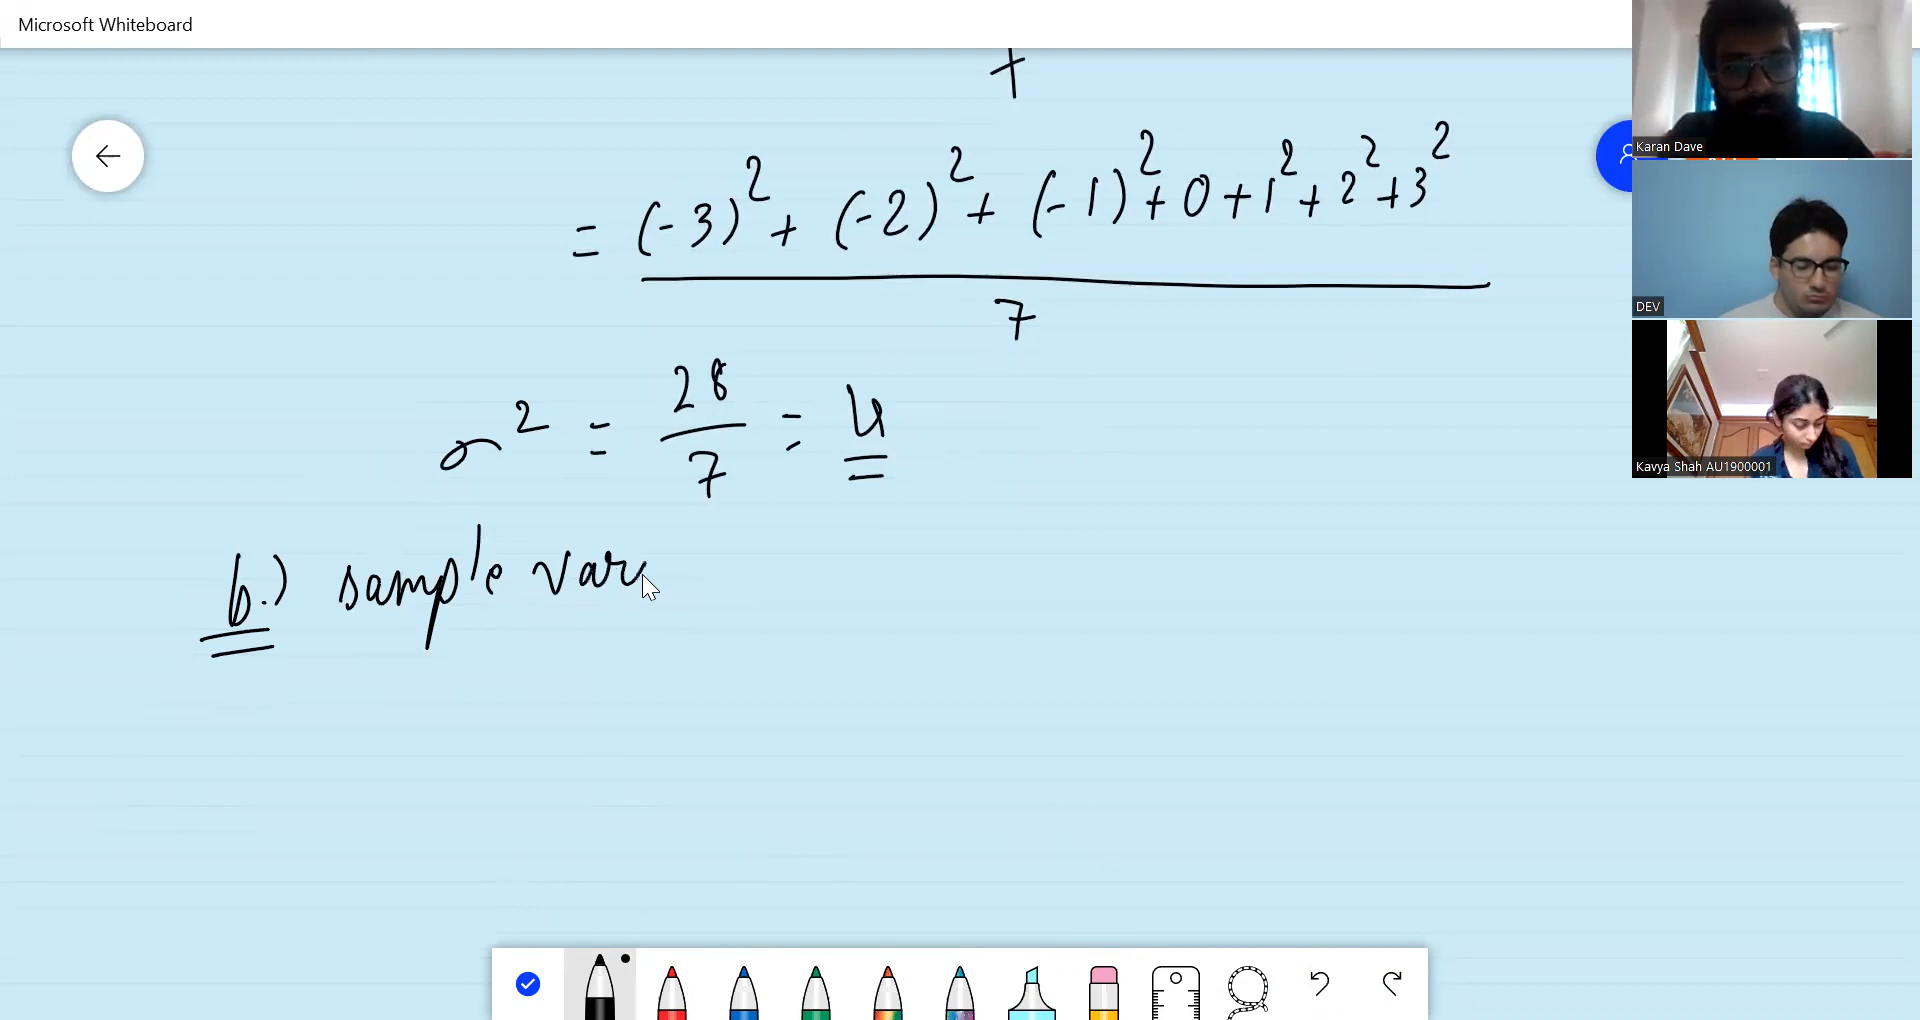 Microsoft Whiteboard
= (-3)² + (-2)² + (-1)² + 0 + 1² + 2² + 3²
7
σ² = 28/7 = 4
b.) sample var
Karan Dave
DEV
Kavya Shah AU1900001